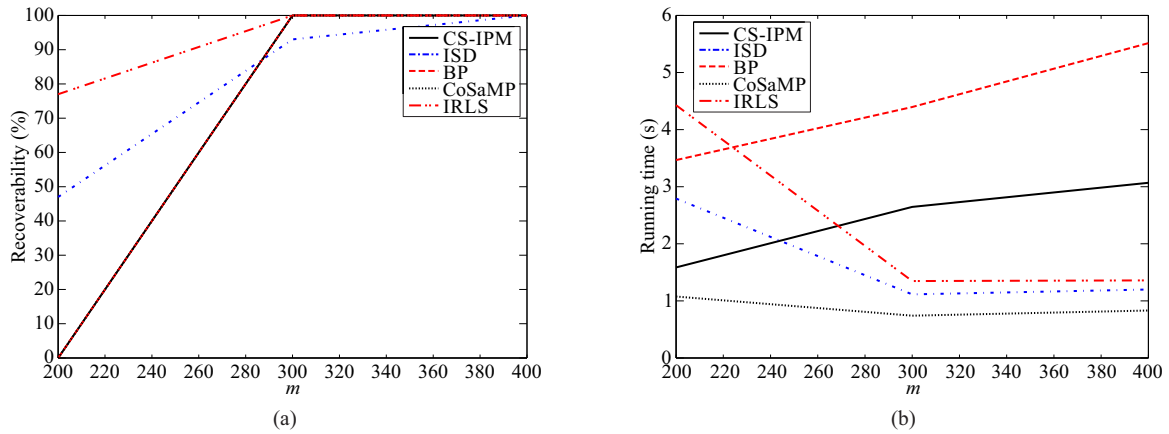 100
90
80
70
60
50
40
30
20
10
0
Recoverability (%)
CS-IPM
ISD
BP
CoSaMP
IRLS
200 220 240 260 280 300 320 340 360 380 400
m
(a)
6
5
4
3
2
1
0
Running time (s)
CS-IPM
ISD
BP
CoSaMP
IRLS
200 220 240 260 280 300 320 340 360 380 400
m
(b)